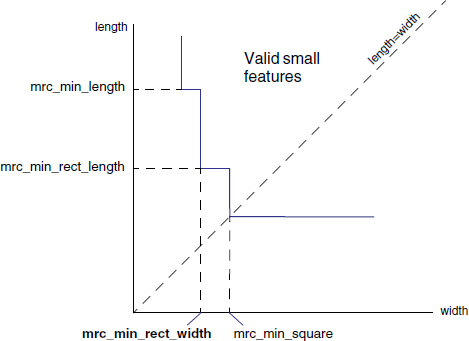 length
length=width
Valid small
features
mrc_min_length
mrc_min_rect_length
width
mrc_min_rect_width
mrc_min_square